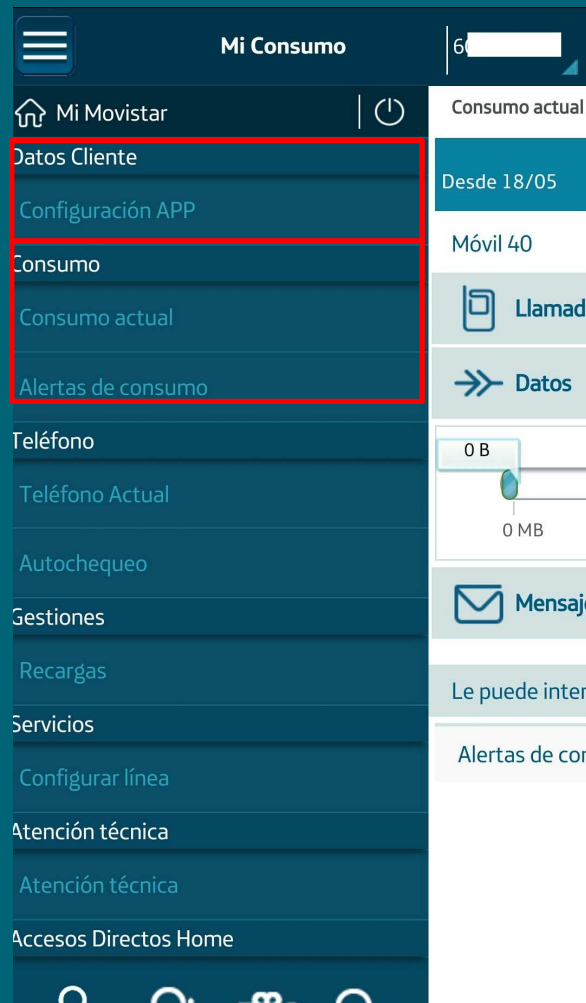 Mi Consumo
6
Mi Movistar
Datos Cliente
Configuración APP
Consumo
Consumo actual
Alertas de consumo
Teléfono
Teléfono Actual
Autochequeo
Gestiones
Recargas
Servicios
Configurar línea
Atención técnica
Atención técnica
Accesos Directos Home
Consumo actual
Desde 18/05
Móvil 40
Llamad
Datos
0 B
0 MB
Mensaj
Le puede inter
Alertas de con